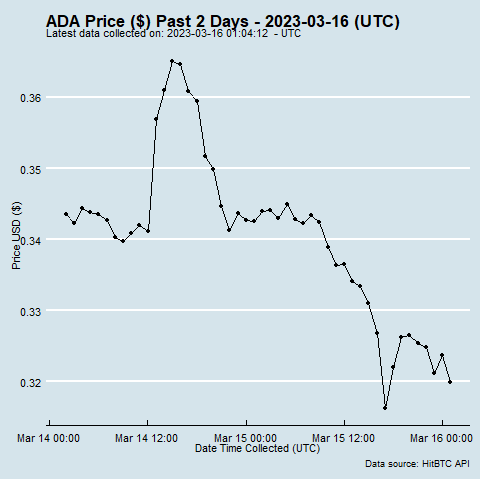 ADA Price ($) Past 2 Days - 2023-03-16 (UTC)
Latest data collected on: 2023-03-16 01:04:12 - UTC
0.36
0.35
0.34
0.33
0.32
Price USD ($)
Mar 14 00:00 Mar 14 12:00 Mar 15 00:00 Mar 15 12:00 Mar 16 00:00
Date Time Collected (UTC)
Data source: HitBTC API